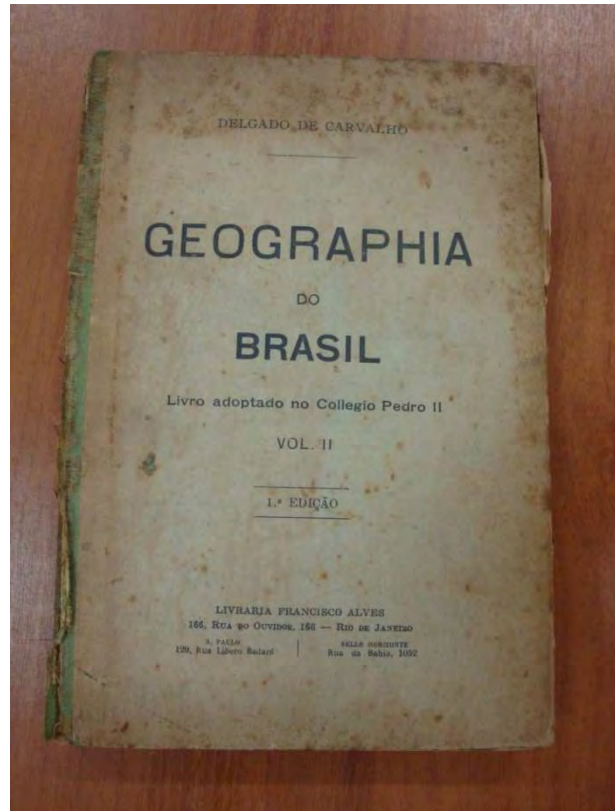 DELGADO DE CARVALHO
GEOGRAPHIA
DO
BRASIL
Livro adoptado no Collegio Pedro II
VOL. II
1.ª EDIÇÃO
LIVRARIA FRANCISCO ALVES
166, RUA DO OUVIDOR, 166 — RIO DE JANEIRO
S. PAULO
129, Rua Libero Badaró
BELLO HORIZONTE
Rua da Bahia, 1052